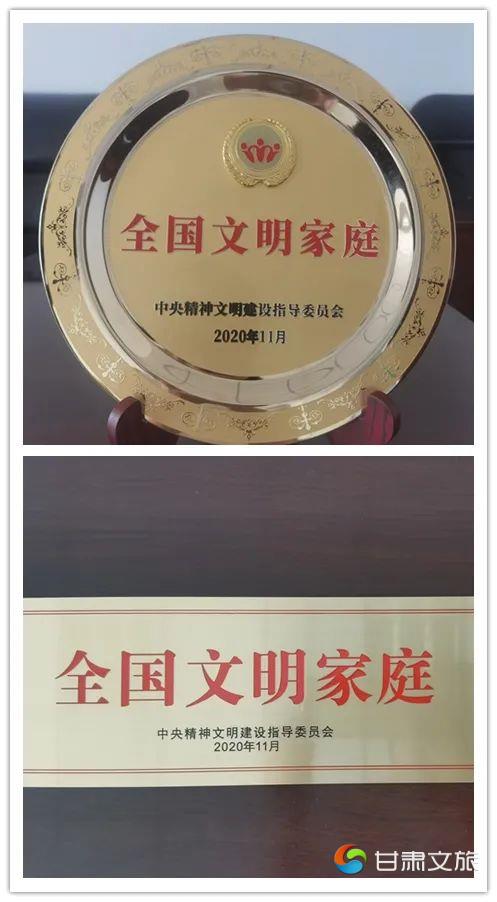 全国文明家庭
中央精神文明建设指导委员会
2020年11月
全国文明家庭
中央精神文明建设指导委员会
2020年11月
甘肃文旅